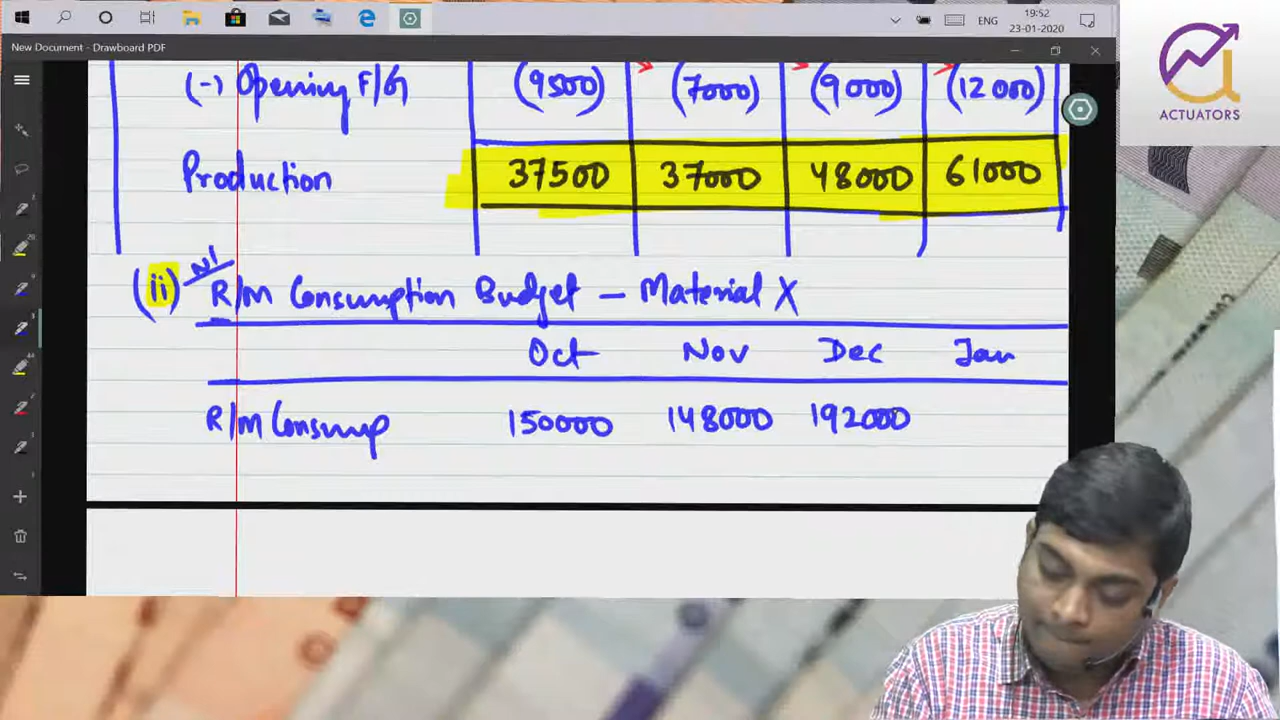 19:52
ENG
23-01-2020
New Document - Drawboard PDF
ACTUATORS
(-) Opening F/G (9500) (7000) (9000) (12000)
Production 37500 37000 48000 61000
(ii) N1 R/M Consumption Budget - Material X
Oct Nov Dec Jan
R/M Consump 150000 148000 192000